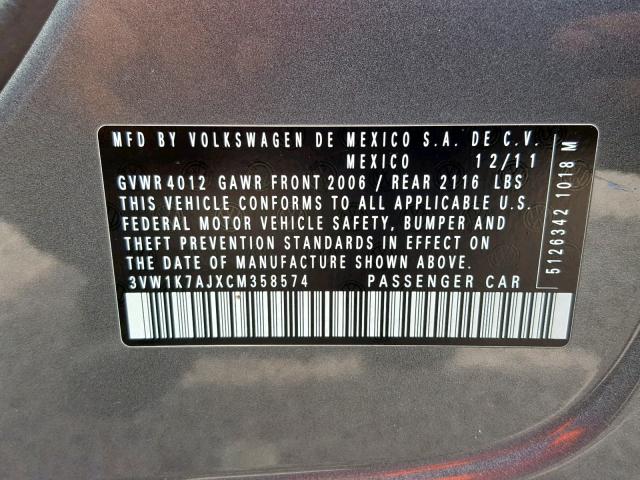 MFD BY VOLKSWAGEN DE MEXICO S.A. DE C.V.
MEXICO 12/11
GVWR 4012 GAWR FRONT 2006 / REAR 2116 LBS
THIS VEHICLE CONFORMS TO ALL APPLICABLE U.S.
FEDERAL MOTOR VEHICLE SAFETY, BUMPER AND
THEFT PREVENTION STANDARDS IN EFFECT ON
THE DATE OF MANUFACTURE SHOWN ABOVE.
3VW1K7AJXCM358574 PASSENGER CAR
5126342 1018 M